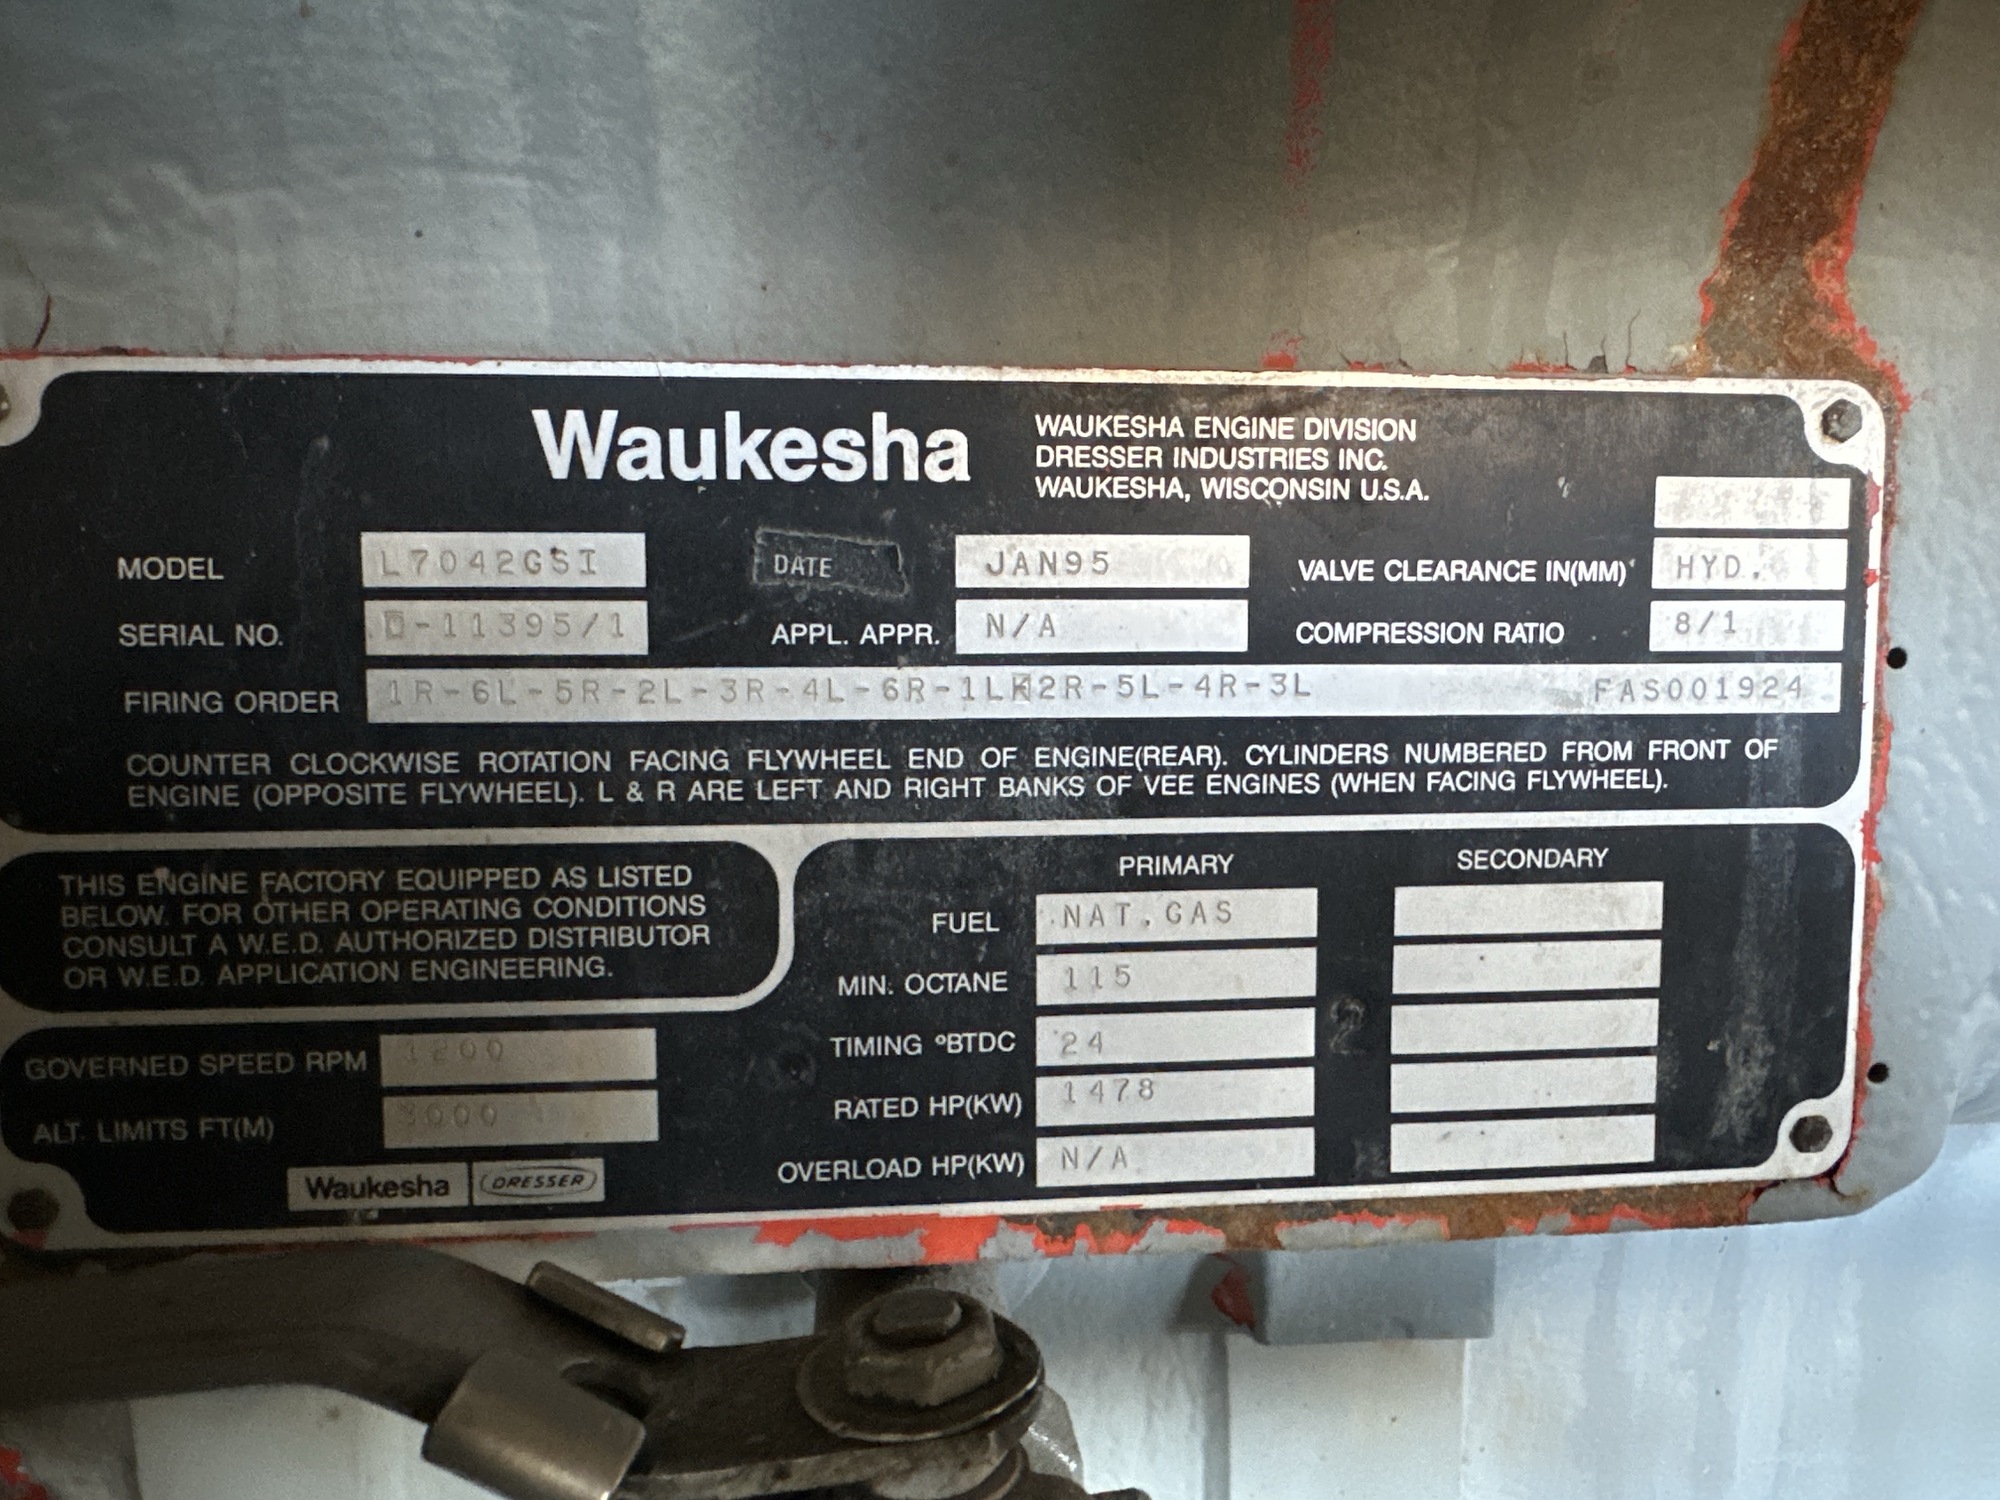 Waukesha
WAUKESHA ENGINE DIVISION
DRESSER INDUSTRIES INC.
WAUKESHA, WISCONSIN U.S.A.
MODEL L7042GSI DATE JAN95 VALVE CLEARANCE IN(MM) HYD.
SERIAL NO. -11395/1 APPL. APPR. N/A COMPRESSION RATIO 8/1
FIRING ORDER 1R-6L-5R-2L-3R-4L-6R-1L 2R-5L-4R-3L FAS001924
COUNTER CLOCKWISE ROTATION FACING FLYWHEEL END OF ENGINE(REAR). CYLINDERS NUMBERED FROM FRONT OF
ENGINE (OPPOSITE FLYWHEEL). L & R ARE LEFT AND RIGHT BANKS OF VEE ENGINES (WHEN FACING FLYWHEEL).
THIS ENGINE FACTORY EQUIPPED AS LISTED
BELOW. FOR OTHER OPERATING CONDITIONS
CONSULT A W.E.D. AUTHORIZED DISTRIBUTOR
OR W.E.D. APPLICATION ENGINEERING.
GOVERNED SPEED RPM 1200
ALT. LIMITS FT(M)
Waukesha DRESSER
PRIMARY SECONDARY
FUEL NAT.GAS
MIN. OCTANE 115
TIMING °BTDC 24
RATED HP(KW) 1478
OVERLOAD HP(KW) N/A